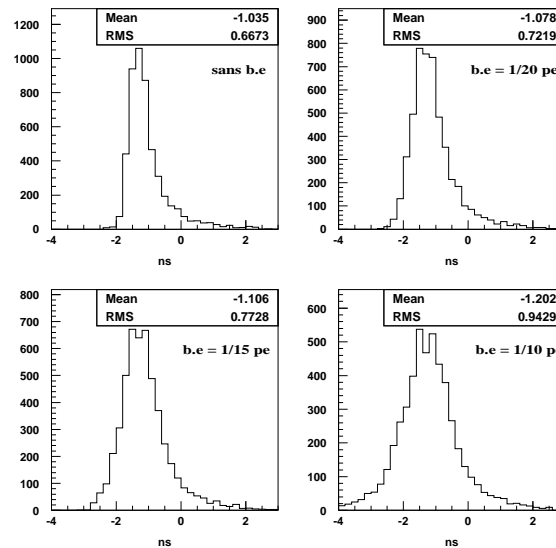 Mean -1.035
RMS 0.6673
sans b.e
1200
1000
800
600
400
200
0
-4 -2 0 2
ns
Mean -1.078
RMS 0.7219
b.e = 1/20 pe
900
800
700
600
500
400
300
200
100
0
-4 -2 0 2
ns
Mean -1.106
RMS 0.7728
b.e = 1/15 pe
800
700
600
500
400
300
200
100
0
-4 -2 0 2
ns
Mean -1.202
RMS 0.9429
b.e = 1/10 pe
600
500
400
300
200
100
0
-4 -2 0 2
ns